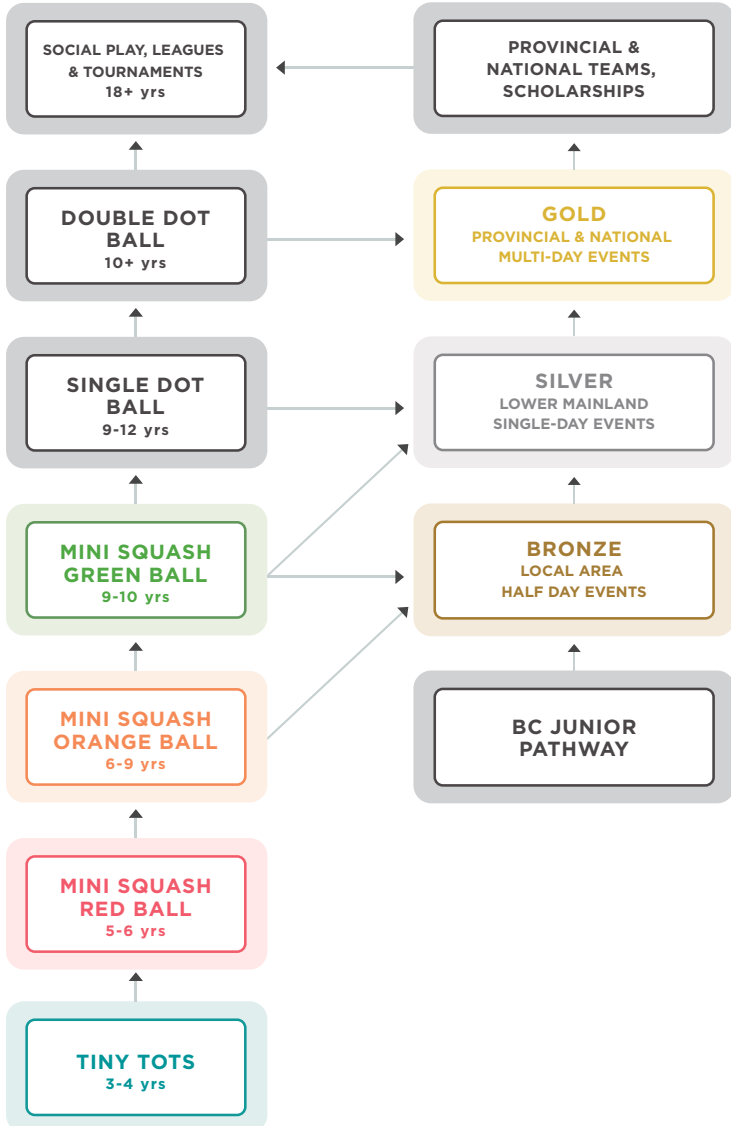 SOCIAL PLAY, LEAGUES
& TOURNAMENTS
18+ yrs
PROVINCIAL &
NATIONAL TEAMS,
SCHOLARSHIPS
DOUBLE DOT
BALL
10+ yrs
GOLD
PROVINCIAL & NATIONAL
MULTI-DAY EVENTS
SINGLE DOT
BALL
9-12 yrs
SILVER
LOWER MAINLAND
SINGLE-DAY EVENTS
MINI SQUASH
GREEN BALL
9-10 yrs
BRONZE
LOCAL AREA
HALF DAY EVENTS
MINI SQUASH
ORANGE BALL
6-9 yrs
BC JUNIOR
PATHWAY
MINI SQUASH
RED BALL
5-6 yrs
TINY TOTS
3-4 yrs